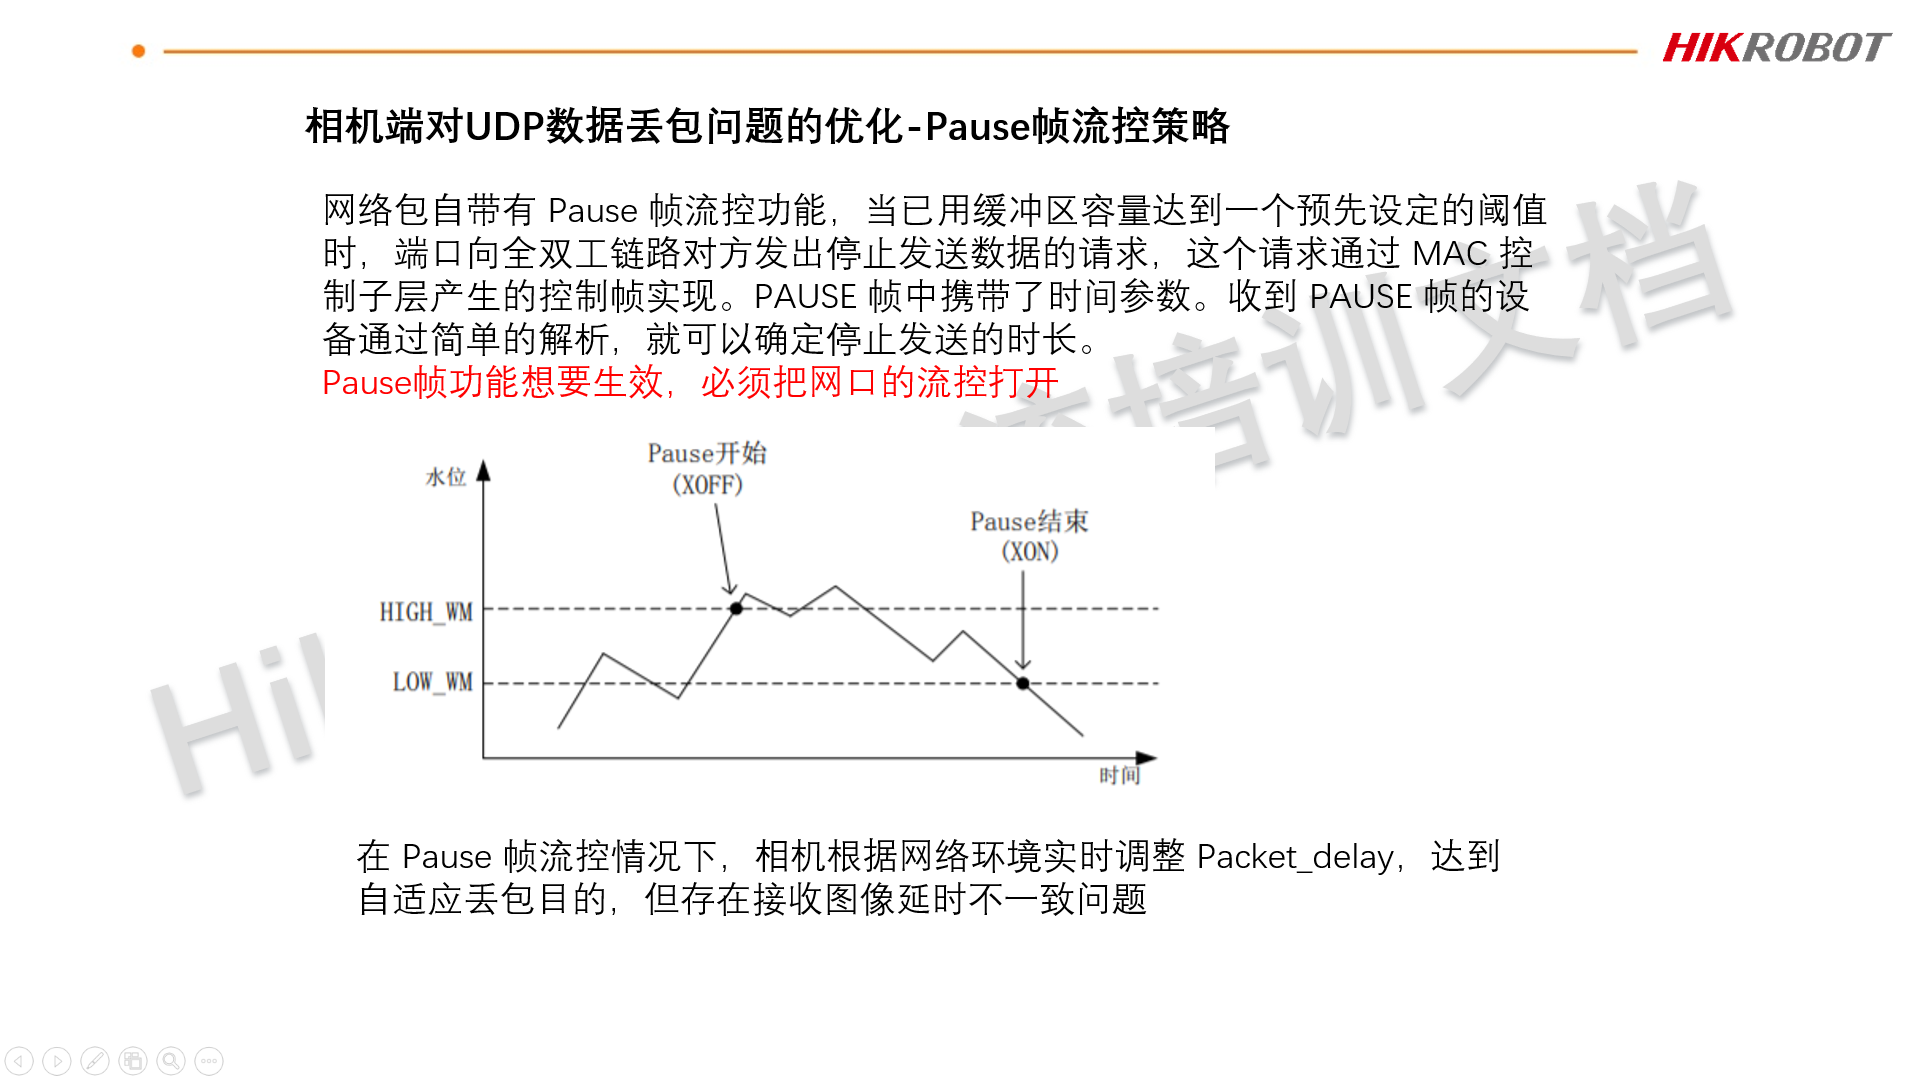 HIKROBOT
相机端对UDP数据丢包问题的优化-Pause帧流控策略
网络包自带有 Pause 帧流控功能，当已用缓冲区容量达到一个预先设定的阈值
时，端口向全双工链路对方发出停止发送数据的请求，这个请求通过 MAC 控
制子层产生的控制帧实现。PAUSE 帧中携带了时间参数。收到 PAUSE 帧的设
备通过简单的解析，就可以确定停止发送的时长。
Pause帧功能想要生效，必须把网口的流控打开
Pause开始
(XOFF)
水位
Pause结束
(XON)
HIGH_WM
LOW_WM
时间
在 Pause 帧流控情况下，相机根据网络环境实时调整 Packet_delay，达到
自适应丢包目的，但存在接收图像延时不一致问题
培训文档